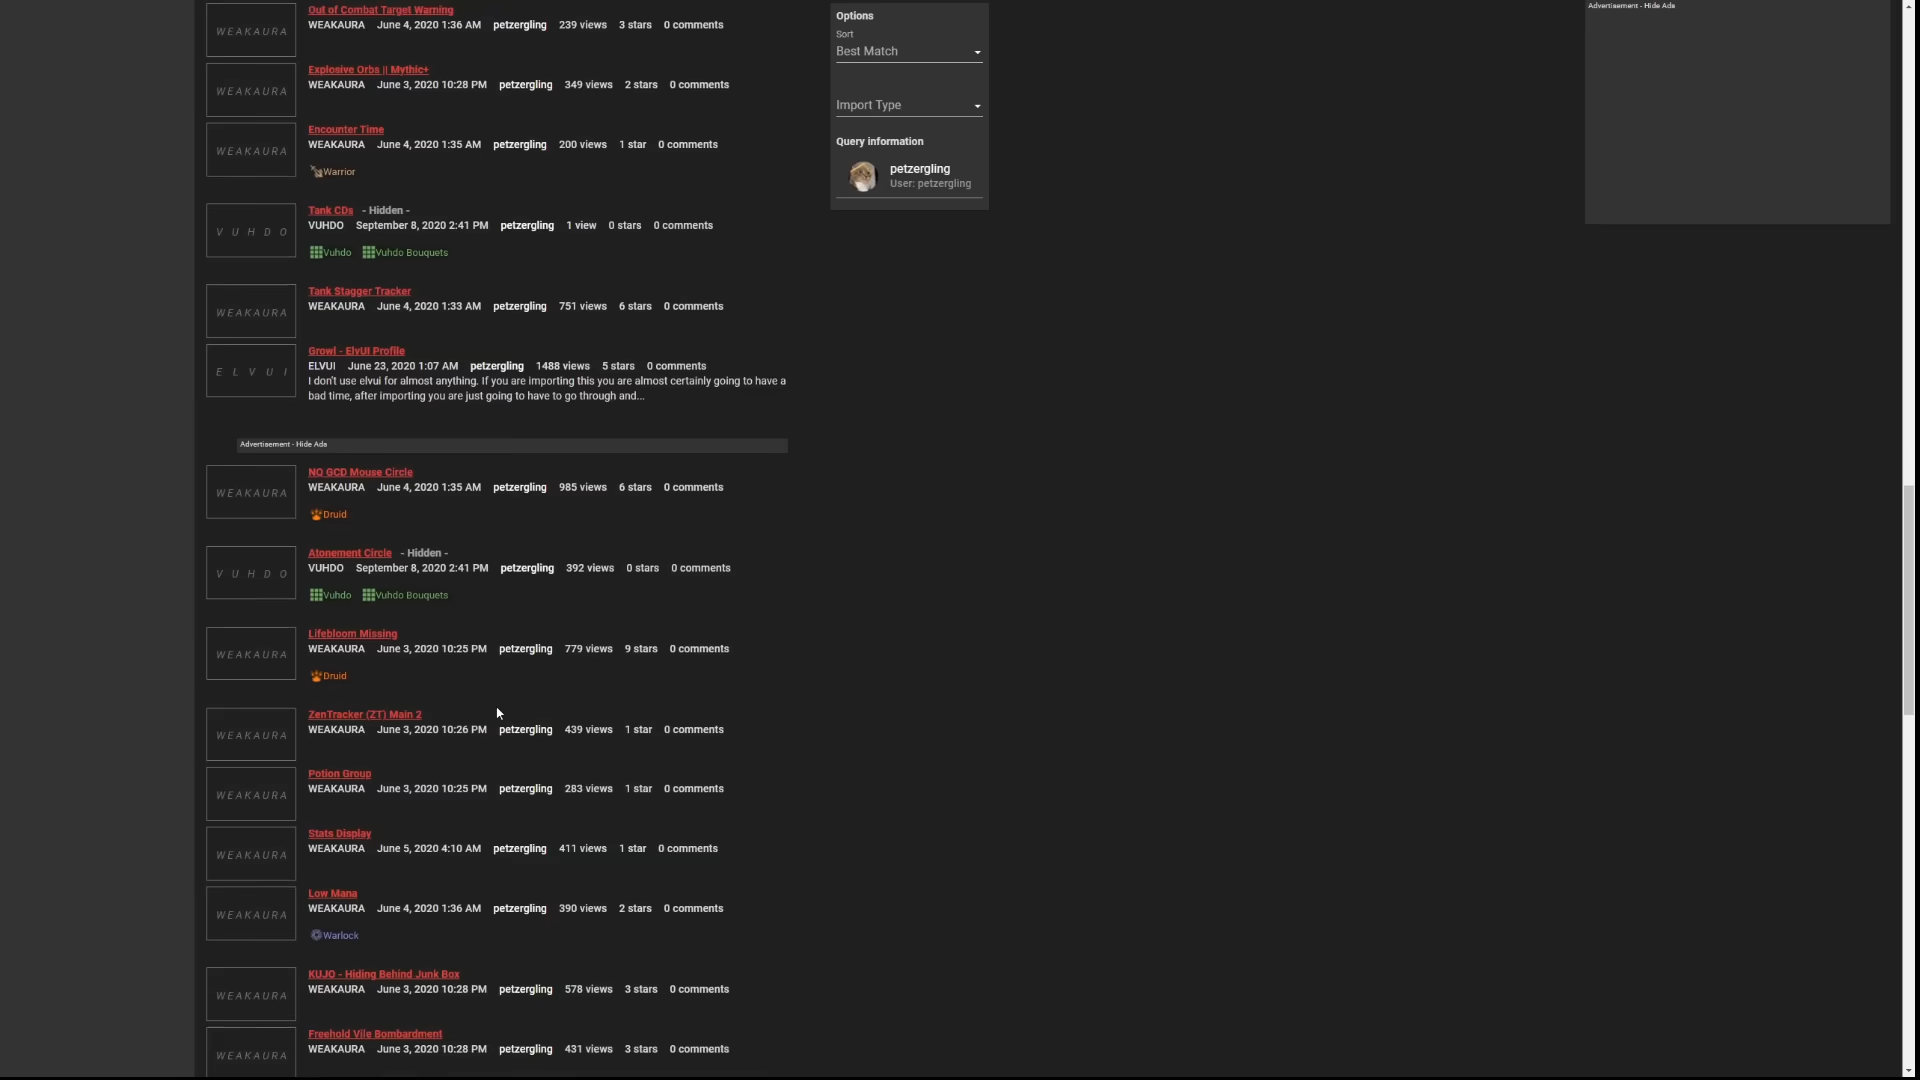 Out of Combat Target Warning
WEAKAURA
WEAKAURA June 4, 2020 1:36 AM petzergling 239 views 3 stars 0 comments
Explosive Orbs || Mythic+
WEAKAURA
WEAKAURA June 3, 2020 10:28 PM petzergling 349 views 2 stars 0 comments
Encounter Time
WEAKAURA
WEAKAURA June 4, 2020 1:35 AM petzergling 200 views 1 star 0 comments
Warrior
Tank CDs - Hidden -
VUHDO
VUHDO September 8, 2020 2:41 PM petzergling 1 view 0 stars 0 comments
Vuhdo Vuhdo Bouquets
Tank Stagger Tracker
WEAKAURA
WEAKAURA June 4, 2020 1:33 AM petzergling 751 views 6 stars 0 comments
Growl - ElvUI Profile
ELVUI
ELVUI June 23, 2020 1:07 AM petzergling 1488 views 5 stars 0 comments
I don't use elvui for almost anything. If you are importing this you are almost certainly going to have a
bad time, after importing you are just going to have to go through and...
Advertisement - Hide Ads
NO GCD Mouse Circle
WEAKAURA
WEAKAURA June 4, 2020 1:35 AM petzergling 985 views 6 stars 0 comments
Druid
Atonement Circle - Hidden -
VUHDO
VUHDO September 8, 2020 2:41 PM petzergling 392 views 0 stars 0 comments
Vuhdo Vuhdo Bouquets
Lifebloom Missing
WEAKAURA
WEAKAURA June 3, 2020 10:25 PM petzergling 779 views 9 stars 0 comments
Druid
ZenTracker (ZT) Main 2
WEAKAURA
WEAKAURA June 3, 2020 10:26 PM petzergling 439 views 1 star 0 comments
Potion Group
WEAKAURA
WEAKAURA June 3, 2020 10:25 PM petzergling 283 views 1 star 0 comments
Stats Display
WEAKAURA
WEAKAURA June 5, 2020 4:10 AM petzergling 411 views 1 star 0 comments
Low Mana
WEAKAURA
WEAKAURA June 4, 2020 1:36 AM petzergling 390 views 2 stars 0 comments
Warlock
KUJO - Hiding Behind Junk Box
WEAKAURA
WEAKAURA June 3, 2020 10:28 PM petzergling 578 views 3 stars 0 comments
Freehold Vile Bombardment
WEAKAURA
WEAKAURA June 3, 2020 10:28 PM petzergling 431 views 3 stars 0 comments
Options
Sort
Best Match
Import Type
Query information
petzergling
User: petzergling
Advertisement - Hide Ads